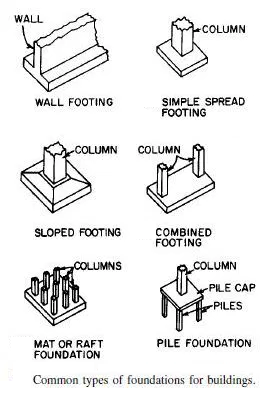 WALL
WALL FOOTING
COLUMN
SIMPLE SPREAD
FOOTING
COLUMN
SLOPED FOOTING
COLUMN
COMBINED
FOOTING
COLUMNS
MAT OR RAFT
FOUNDATION
COLUMN
PILE CAP
PILES
PILE FOUNDATION
Common types of foundations for buildings.